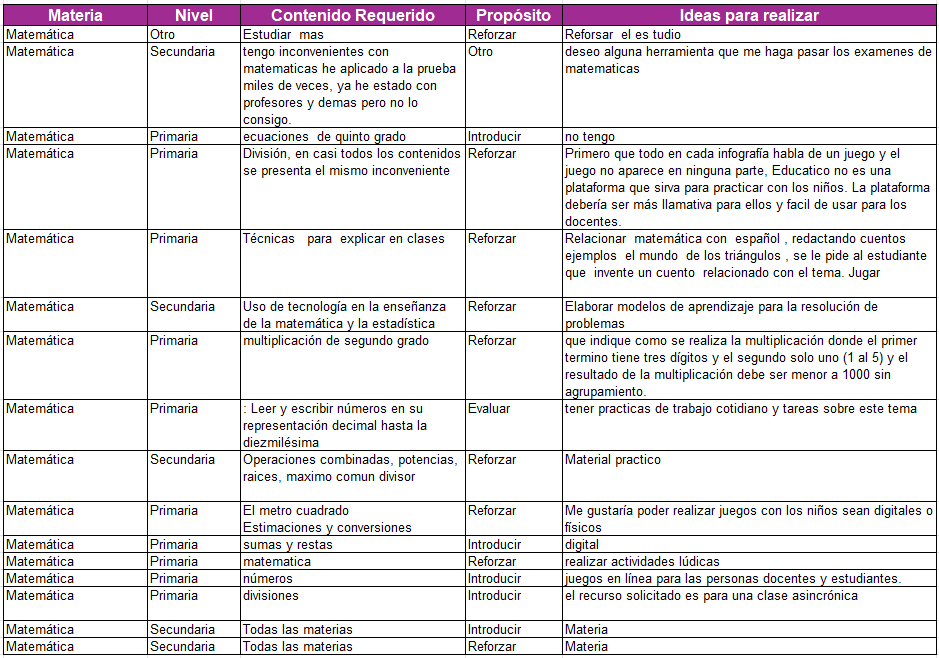 Materia Nivel Contenido Requerido Propósito Ideas para realizar
Matemática Otro Estudiar  mas Reforzar Reforsar  el es tudio
Matemática Secundaria tengo inconvenientes con Otro deseo alguna herramienta que me haga pasar los examenes de
matematicas he aplicado a la prueba matematicas
miles de veces, ya he estado con
profesores y demas pero no lo
consigo.
Matemática Primaria ecuaciones  de quinto grado Introducir no tengo
Matemática Primaria División, en casi todos los contenidos Reforzar Primero que todo en cada infografía habla de un juego y el
se presenta el mismo inconveniente juego no aparece en ninguna parte, Educatico no es una
plataforma que sirva para practicar con los niños. La plataforma
debería ser más llamativa para ellos y facil de usar para los
docentes.
Matemática Primaria Técnicas   para  explicar en clases Reforzar Relacionar  matemática con  español , redactando cuentos
ejemplos  el mundo  de los triángulos , se le pide al estudiante
que  invente un cuento  relacionado con el tema. Jugar
Matemática Secundaria Uso de tecnología en la enseñanza Reforzar Elaborar modelos de aprendizaje para la resolución de
de la matemática y la estadística problemas
Matemática Primaria multiplicación de segundo grado Reforzar que indique como se realiza la multiplicación donde el primer
termino tiene tres dígitos y el segundo solo uno (1 al 5) y el
resultado de la multiplicación debe ser menor a 1000 sin
agrupamiento.
Matemática Primaria : Leer y escribir números en su Evaluar tener practicas de trabajo cotidiano y tareas sobre este tema
representación decimal hasta la
diezmilésima
Matemática Secundaria Operaciones combinadas, potencias, Reforzar Material practico
raices, maximo comun divisor
Matemática Primaria El metro cuadrado Reforzar Me gustaría poder realizar juegos con los niños sean digitales o
Estimaciones y conversiones físicos
Matemática Primaria sumas y restas Introducir digital
Matemática Primaria matematica Reforzar realizar actividades lúdicas
Matemática Primaria números Introducir juegos en línea para las personas docentes y estudiantes.
Matemática Primaria divisiones Introducir el recurso solicitado es para una clase asincrónica
Matemática Secundaria Todas las materias Introducir Materia
Matemática Secundaria Todas las materias Reforzar Materia